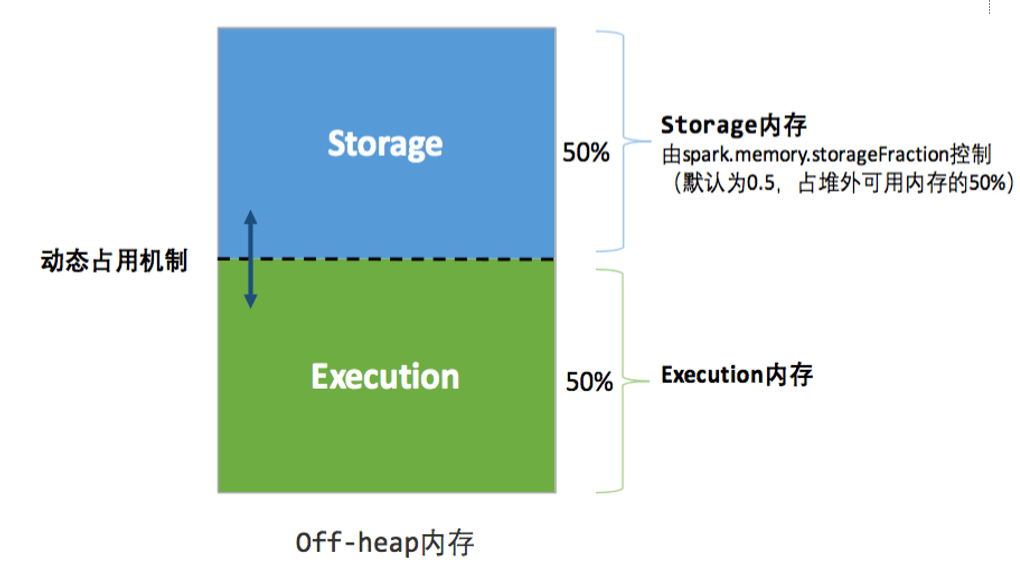 Storage
50%
Storage内存
由spark.memory.storageFraction控制
（默认为0.5，占堆外可用内存的50%）
动态占用机制
Execution
50%
Execution内存
Off-heap内存